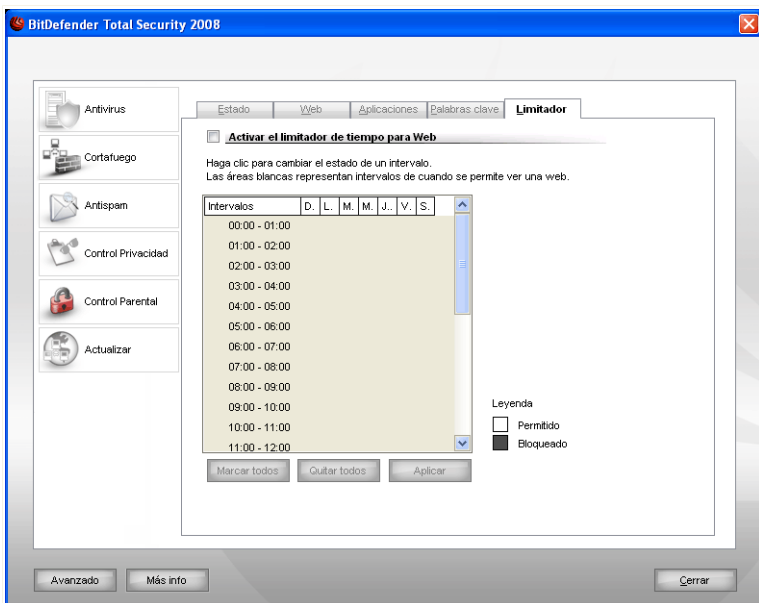 BitDefender Total Security 2008
Antivirus
Cortafuego
Antispam
Control Privacidad
Control Parental
Actualizar
Estado Web Aplicaciones Palabras clave Limitador
Activar el limitador de tiempo para Web
Haga clic para cambiar el estado de un intervalo.
Las áreas blancas representan intervalos de cuando se permite ver una web.
Intervalos D. L. M. M. J.. V. S.
00:00 - 01:00
01:00 - 02:00
02:00 - 03:00
03:00 - 04:00
04:00 - 05:00
05:00 - 06:00
06:00 - 07:00
07:00 - 08:00
08:00 - 09:00
09:00 - 10:00
10:00 - 11:00
11:00 - 12:00
Leyenda
Permitido
Bloqueado
Marcar todos Quitar todos Aplicar
Avanzado Más info Cerrar